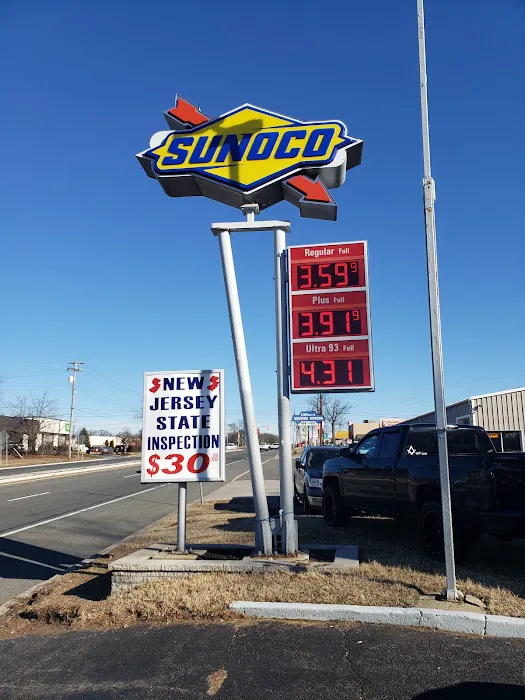 SUNOCO
Regular Full
3.59 9
Plus Full
3.91 9
Ultra 93 Full
4.31
$NEW$
JERSEY
STATE
INSPECTION
$30